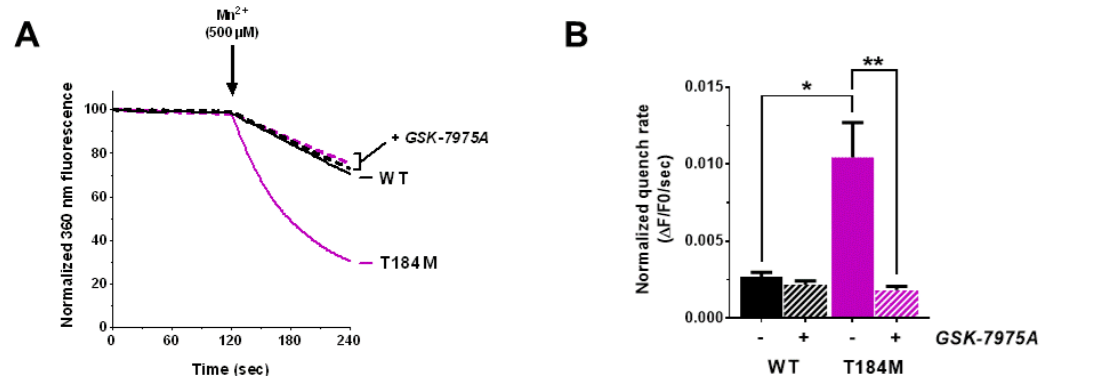 A
Mn²⁺
(500 µM)
Normalized 360 nm fluorescence
100
80
60
40
20
0
0 60 120 180 240
Time (sec)
+ GSK-7975A
WT
T184M
B
Normalized quench rate
(ΔF/F0/sec)
0.015
0.010
0.005
0.000
*
**
- + - + GSK-7975A
WT T184M